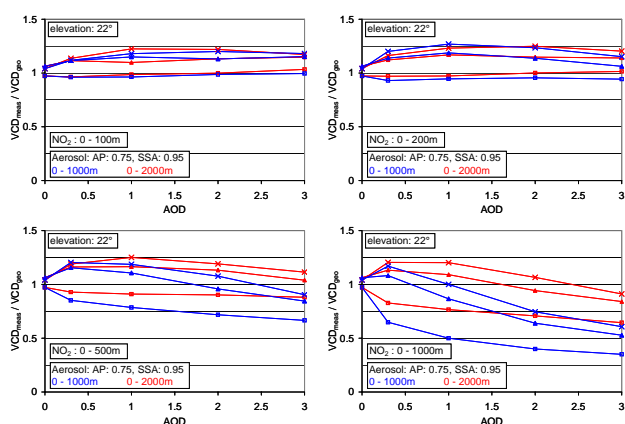 elevation: 22°
1.5
1
0.5
0
VCDmeas / VCDgeo
NO2 : 0 - 100m
Aerosol: AP: 0.75, SSA: 0.95
0 - 1000m 0 - 2000m
0 0.5 1 1.5 2 2.5 3
AOD
elevation: 22°
1.5
1
0.5
0
VCDmeas / VCDgeo
NO2 : 0 - 200m
Aerosol: AP: 0.75, SSA: 0.95
0 - 1000m 0 - 2000m
0 0.5 1 1.5 2 2.5 3
AOD
elevation: 22°
1.5
1
0.5
0
VCDmeas / VCDgeo
NO2 : 0 - 500m
Aerosol: AP: 0.75, SSA: 0.95
0 - 1000m 0 - 2000m
0 0.5 1 1.5 2 2.5 3
AOD
elevation: 22°
1.5
1
0.5
0
VCDmeas / VCDgeo
NO2 : 0 - 1000m
Aerosol: AP: 0.75, SSA: 0.95
0 - 1000m 0 - 2000m
0 0.5 1 1.5 2 2.5 3
AOD